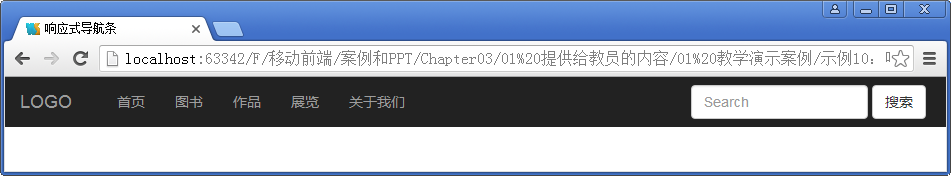 响应式导航条
localhost:63342/F/移动前端/案例和PPT/Chapter03/01%20提供给教员的内容/01%20教学演示案例/示例10：
LOGO 首页 图书 作品 展览 关于我们 Search 搜索